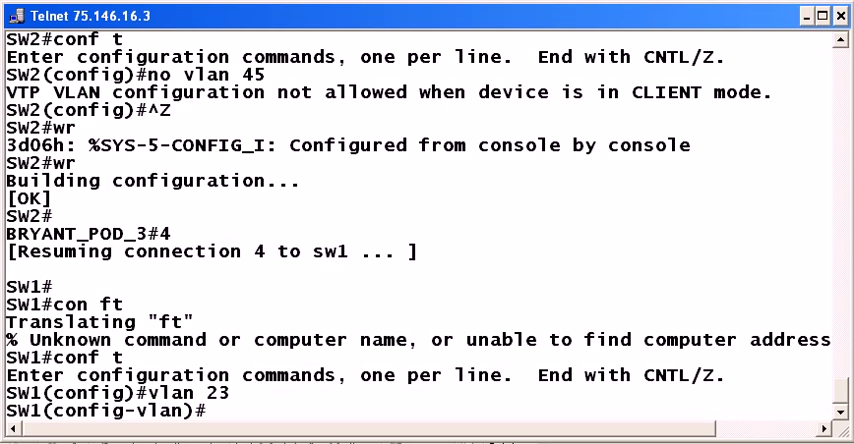 Telnet 75.146.16.3
SW2#conf t
Enter configuration commands, one per line.  End with CNTL/Z.
SW2(config)#no vlan 45
VTP VLAN configuration not allowed when device is in CLIENT mode.
SW2(config)#^Z
SW2#wr
3d06h: %SYS-5-CONFIG_I: Configured from console by console
SW2#wr
Building configuration...
[OK]
SW2#
BRYANT_POD_3#4
[Resuming connection 4 to sw1 ... ]
SW1#
SW1#con ft
Translating "ft"
% Unknown command or computer name, or unable to find computer address
SW1#conf t
Enter configuration commands, one per line.  End with CNTL/Z.
SW1(config)#vlan 23
SW1(config-vlan)#